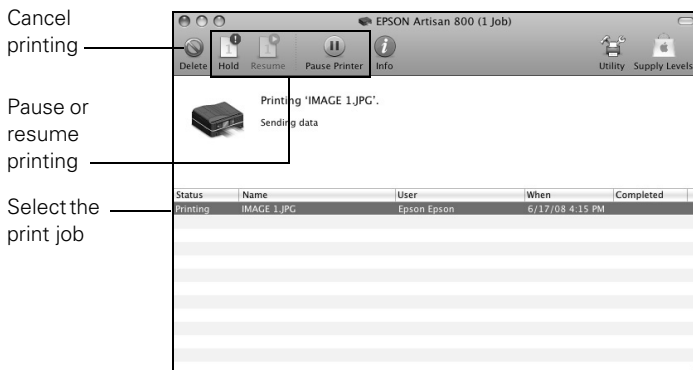 Cancel
printing
Pause or
resume
printing
Select the
print job
EPSON Artisan 800 (1 Job)
Delete Hold Resume Pause Printer Info Utility Supply Levels
Printing 'IMAGE 1.JPG'.
Sending data
Status Name User When Completed
Printing IMAGE 1.JPG Epson Epson 6/17/08 4:15 PM